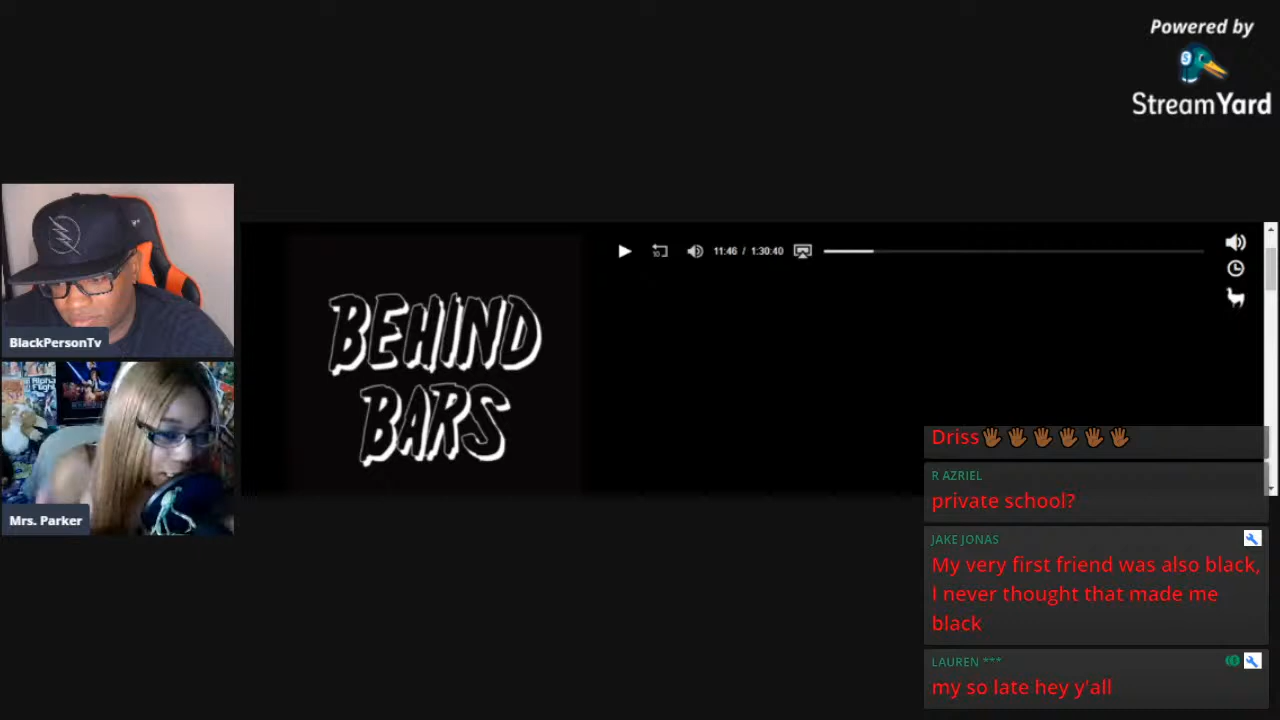 Powered by
StreamYard
BlackPersonTv
Mrs. Parker
BEHIND
BARS
11:46 / 1:30:40
Driss🖐🏾🖐🏾🖐🏾🖐🏾🖐🏾🖐🏾
R AZRIEL
private school?
JAKE JONAS
My very first friend was also black,
I never thought that made me
black
LAUREN ***
my so late hey y'all